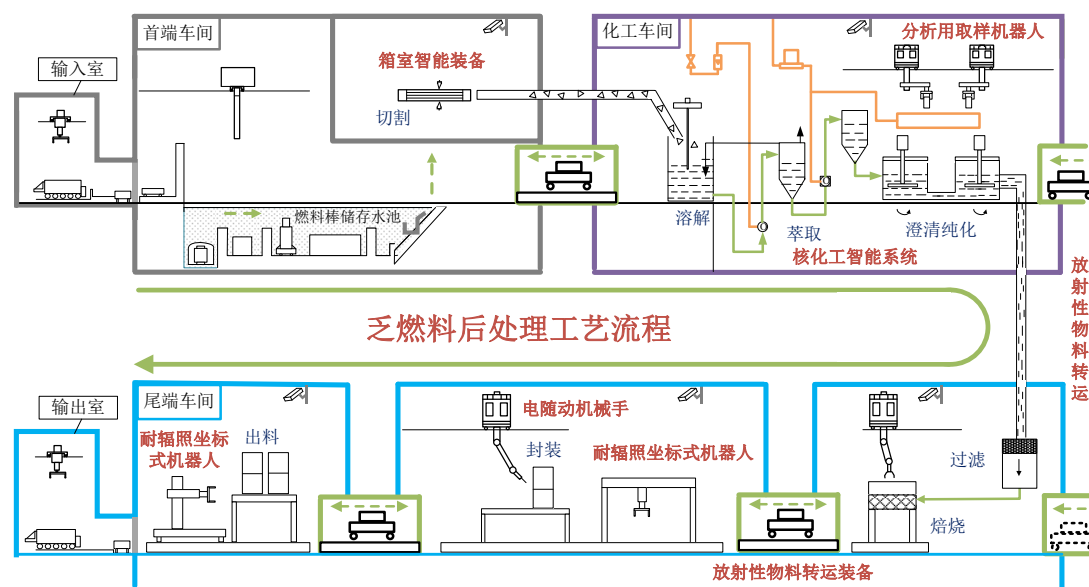 首端车间
化工车间
分析用取样机器人
箱室智能装备
输入室
切割
燃料棒储存水池
溶解
萃取
澄清纯化
核化工智能系统
放射性物料转运
乏燃料后处理工艺流程
尾端车间
输出室
电随动机械手
耐辐照坐标
式机器人
出料
封装
耐辐照坐标式机器人
过滤
焙烧
放射性物料转运装备